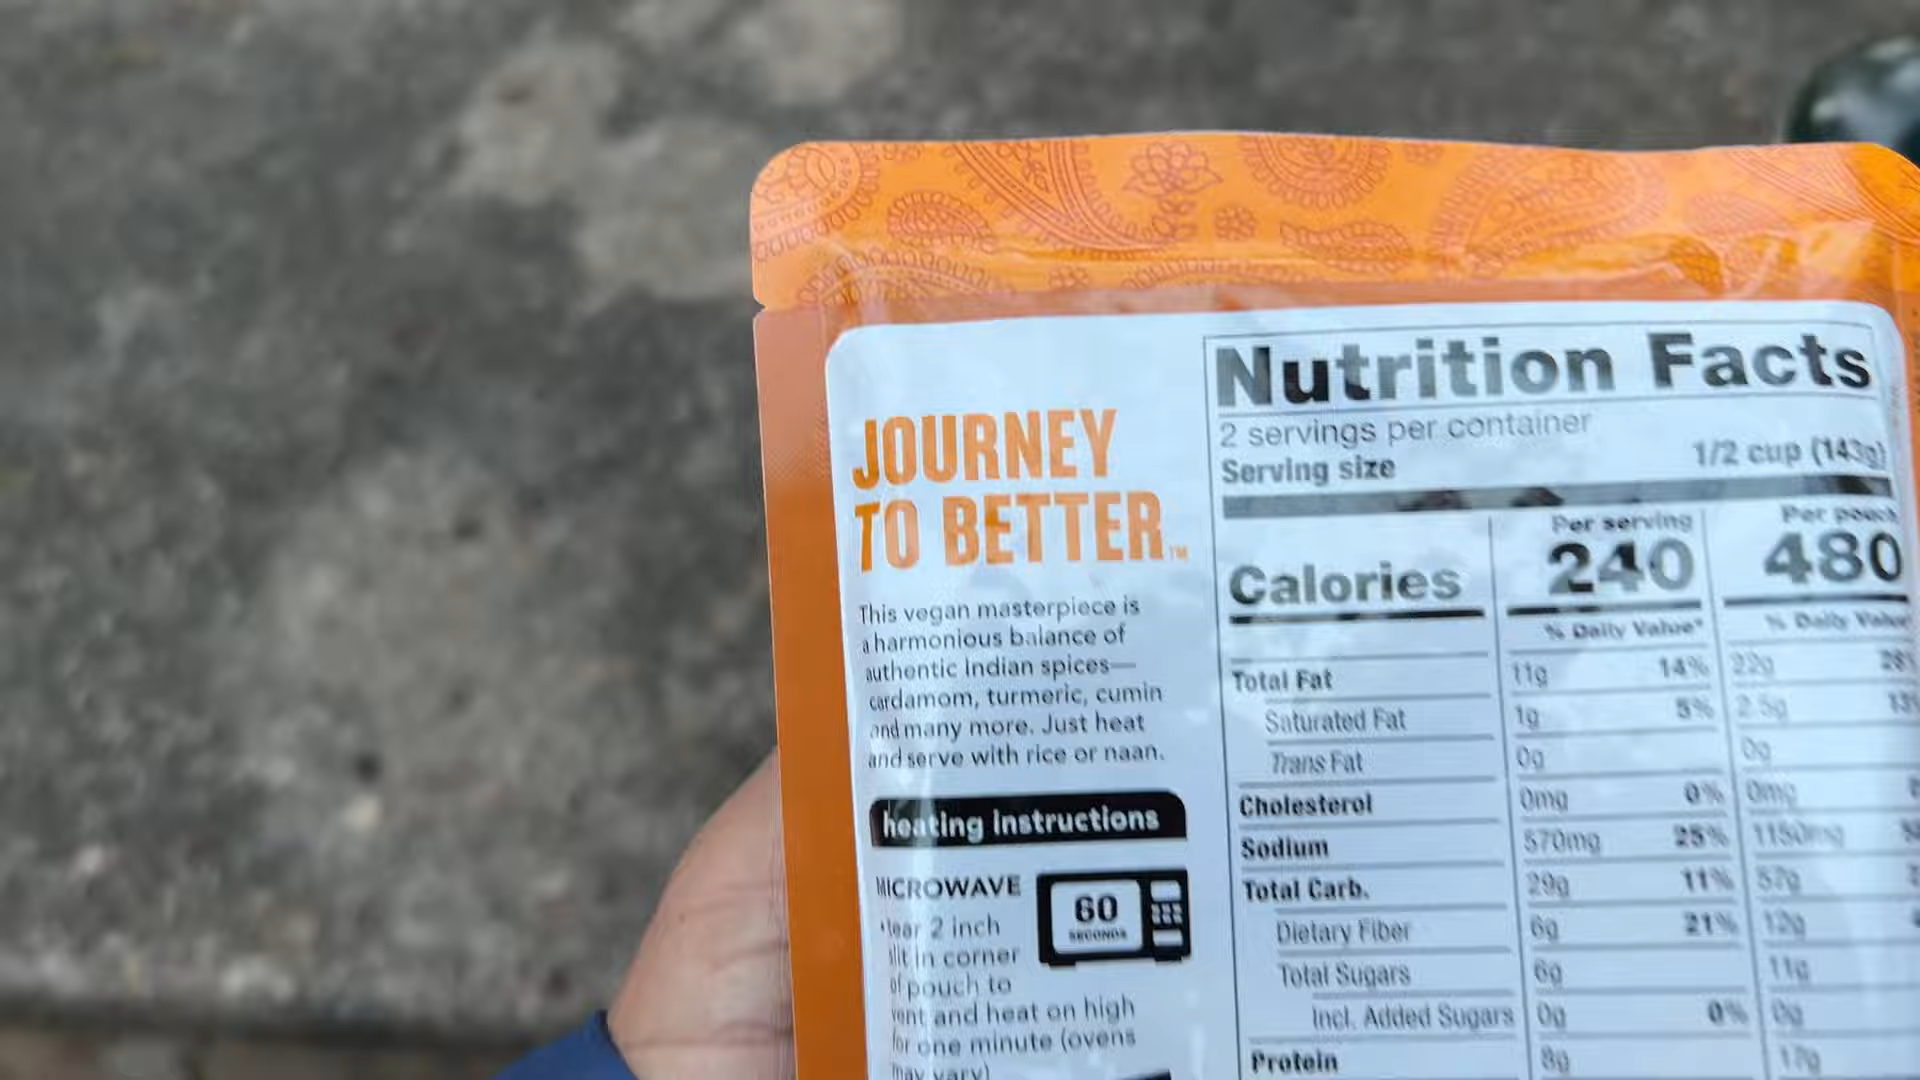 JOURNEY
TO BETTER™
This vegan masterpiece is
a harmonious balance of
authentic Indian spices—
cardamom, turmeric, cumin
and many more. Just heat
and serve with rice or naan.
heating instructions
MICROWAVE
•tear 2 inch
slit in corner
of pouch to
vent and heat on high
for one minute (ovens
may vary)
60
SECONDS
Nutrition Facts
2 servings per container
Serving size 1/2 cup (143g)
Per serving Per pouch
Calories 240 480
% Daily Value* % Daily Value*
Total Fat 11g 14% 22g
Saturated Fat 1g 5% 2.5g
Trans Fat 0g 0g
Cholesterol 0mg 0% 0mg
Sodium 570mg 25% 1150mg
Total Carb. 29g 11% 57g
Dietary Fiber 6g 21% 12g
Total Sugars 6g 11g
Incl. Added Sugars 0g 0% 0g
Protein 8g 17g